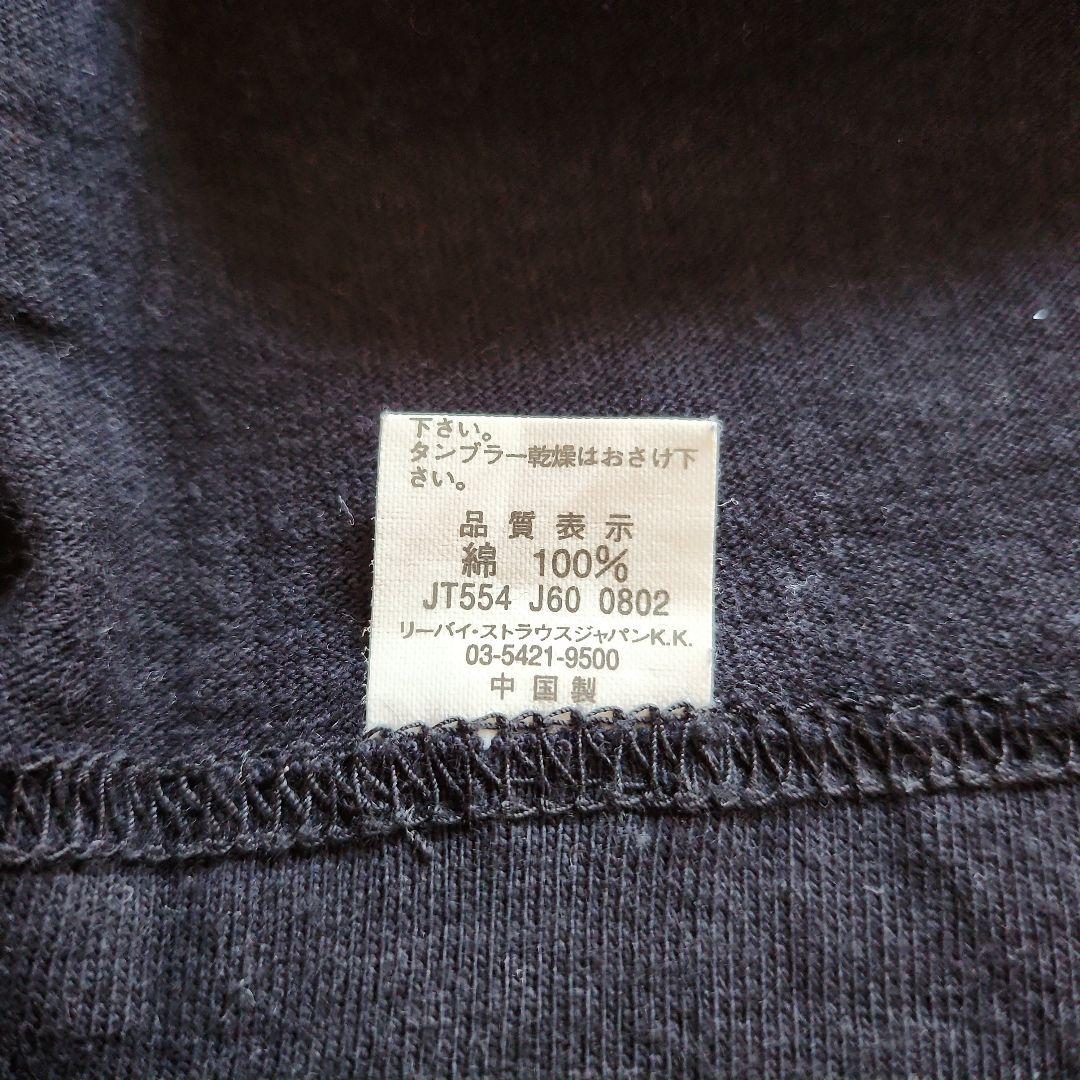 下さい。
タンブラー乾燥はおさけ下
さい。
品質表示
綿 100%
JT554 J60 0802
リーバイ・ストラウスジャパンK.K.
03-5421-9500
中国製